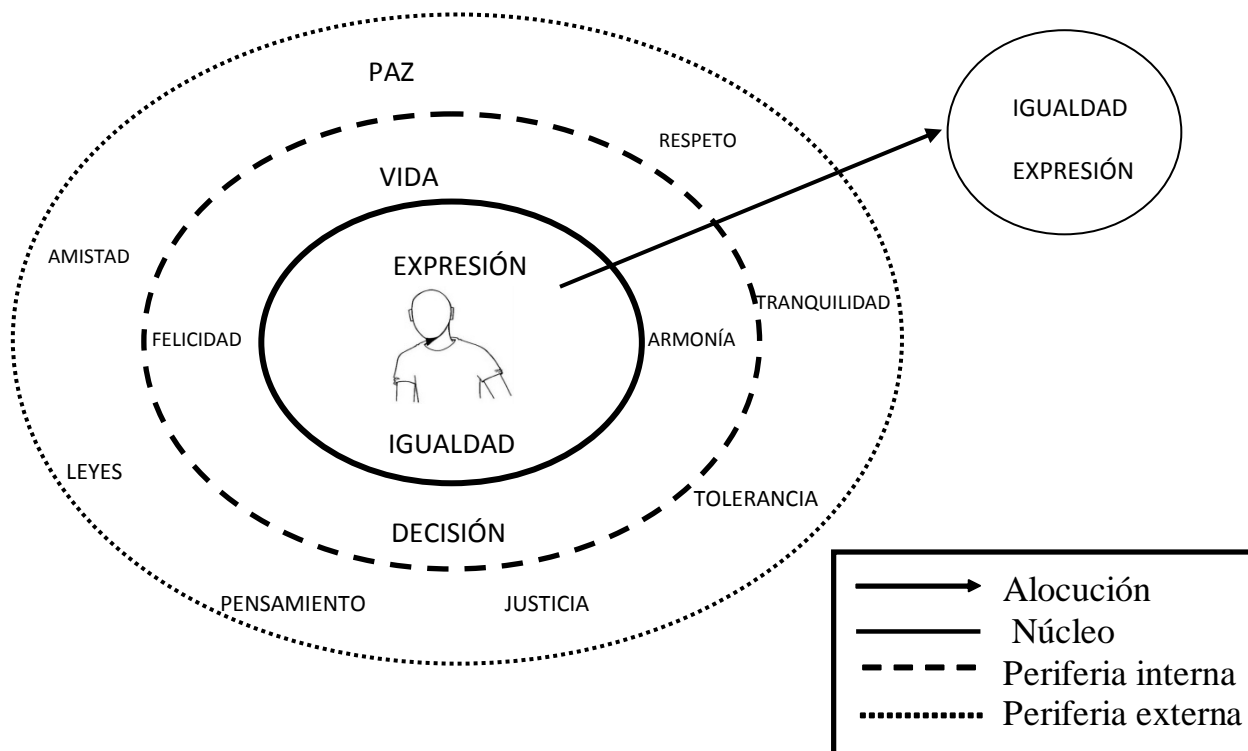 PAZ
RESPETO
VIDA
AMISTAD
EXPRESIÓN
TRANQUILIDAD
FELICIDAD
ARMONÍA
IGUALDAD
LEYES
TOLERANCIA
DECISIÓN
PENSAMIENTO
JUSTICIA
IGUALDAD
EXPRESIÓN
Alocución
Núcleo
Periferia interna
Periferia externa